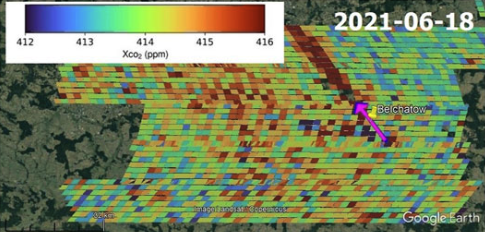 2021-06-18
412 413 414 415 416
Xco₂ (ppm)
Belchatow
Google Earth